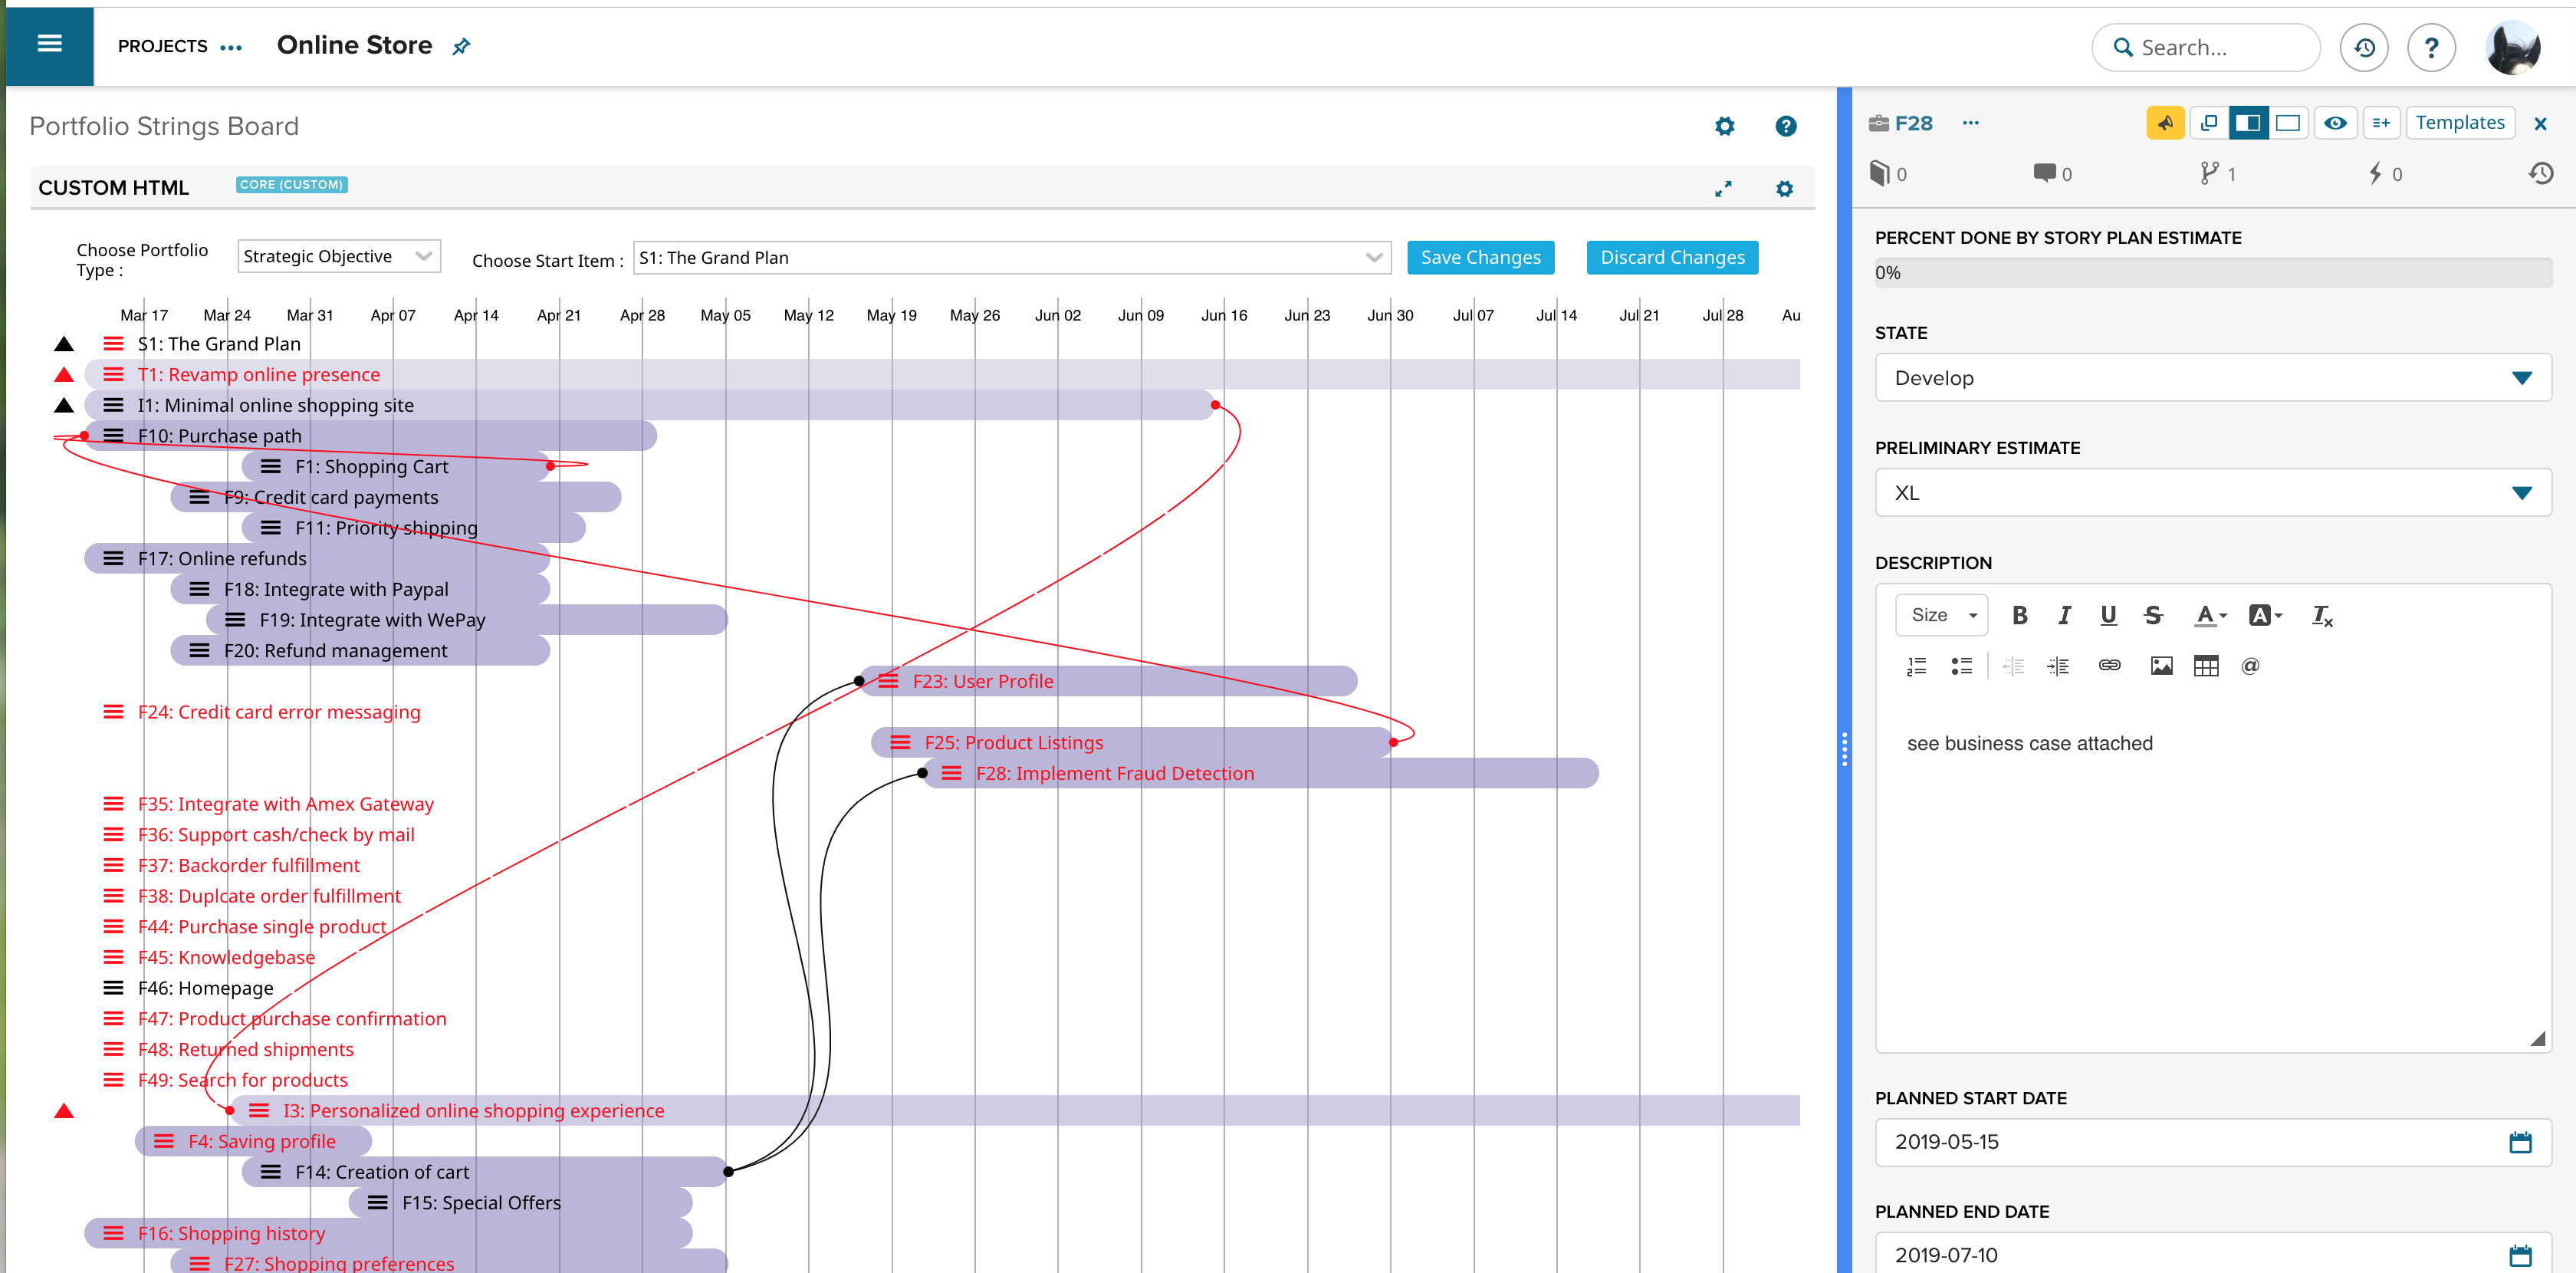 PROJECTS ••• Online Store
Search...
?
Portfolio Strings Board
?
CUSTOM HTML CORE (CUSTOM)
Choose Portfolio
Type :
Strategic Objective
Choose Start Item :
S1: The Grand Plan
Save Changes
Discard Changes
Mar 17 Mar 24 Mar 31 Apr 07 Apr 14 Apr 21 Apr 28 May 05 May 12 May 19 May 26 Jun 02 Jun 09 Jun 16 Jun 23 Jun 30 Jul 07 Jul 14 Jul 21 Jul 28 Au
S1: The Grand Plan
T1: Revamp online presence
I1: Minimal online shopping site
F10: Purchase path
F1: Shopping Cart
F9: Credit card payments
F11: Priority shipping
F17: Online refunds
F18: Integrate with Paypal
F19: Integrate with WePay
F20: Refund management
F23: User Profile
F24: Credit card error messaging
F25: Product Listings
F28: Implement Fraud Detection
F35: Integrate with Amex Gateway
F36: Support cash/check by mail
F37: Backorder fulfillment
F38: Duplcate order fulfillment
F44: Purchase single product
F45: Knowledgebase
F46: Homepage
F47: Product purchase confirmation
F48: Returned shipments
F49: Search for products
I3: Personalized online shopping experience
F4: Saving profile
F14: Creation of cart
F15: Special Offers
F16: Shopping history
F27: Shopping preferences
F28 •••
Templates
0 0 1 0
PERCENT DONE BY STORY PLAN ESTIMATE
0%
STATE
Develop
PRELIMINARY ESTIMATE
XL
DESCRIPTION
Size B I U S A A Tx
@
see business case attached
PLANNED START DATE
2019-05-15
PLANNED END DATE
2019-07-10